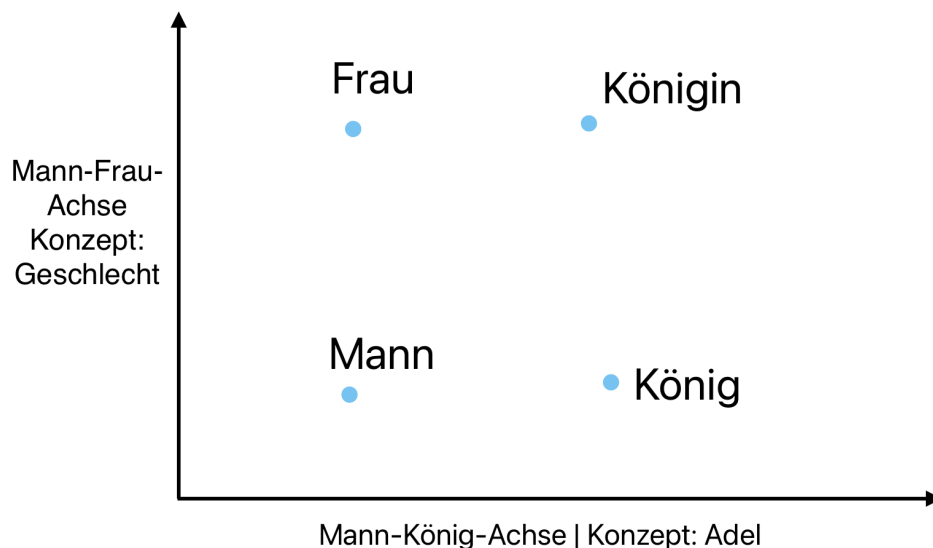 Frau
Königin
Mann-Frau-
Achse
Konzept:
Geschlecht
Mann
König
Mann-König-Achse | Konzept: Adel